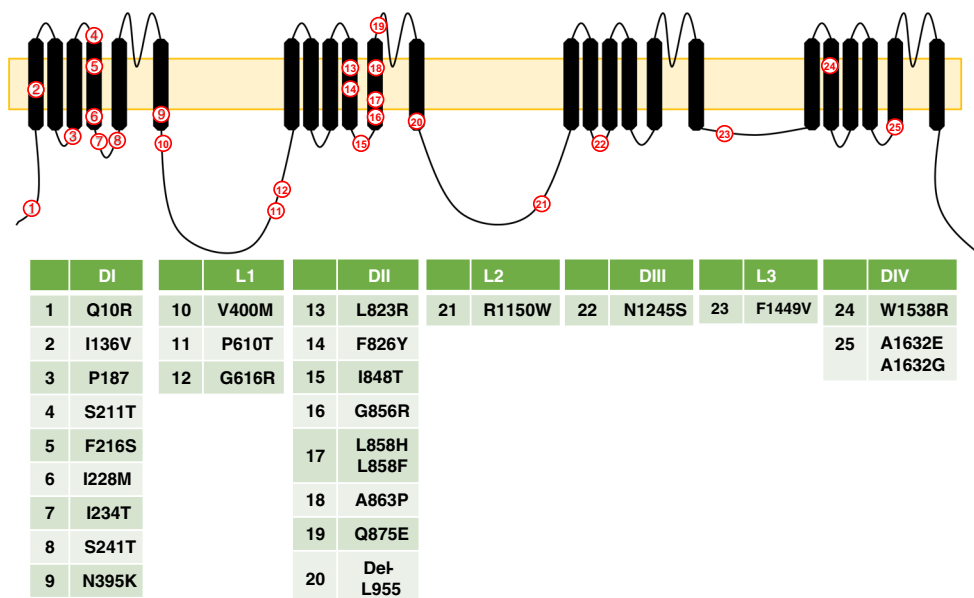 19
4
5
13
18
24
2
14
17
9
16
6
20
25
3
7
8
10
15
22
23
12
1
11
21
DI
L1
DII
L2
DIII
L3
DIV
1 Q10R
2 I136V
3 P187
4 S211T
5 F216S
6 I228M
7 I234T
8 S241T
9 N395K
10 V400M
11 P610T
12 G616R
13 L823R
14 F826Y
15 I848T
16 G856R
17 L858H
L858F
18 A863P
19 Q875E
20 Del-
L955
21 R1150W
22 N1245S
23 F1449V
24 W1538R
25 A1632E
A1632G